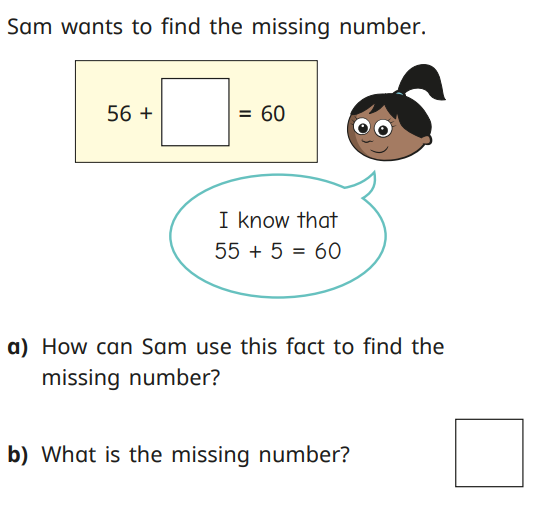 Sam wants to find the missing number.
56 + = 60
I know that
55 + 5 = 60
a) How can Sam use this fact to find the
missing number?
b) What is the missing number?